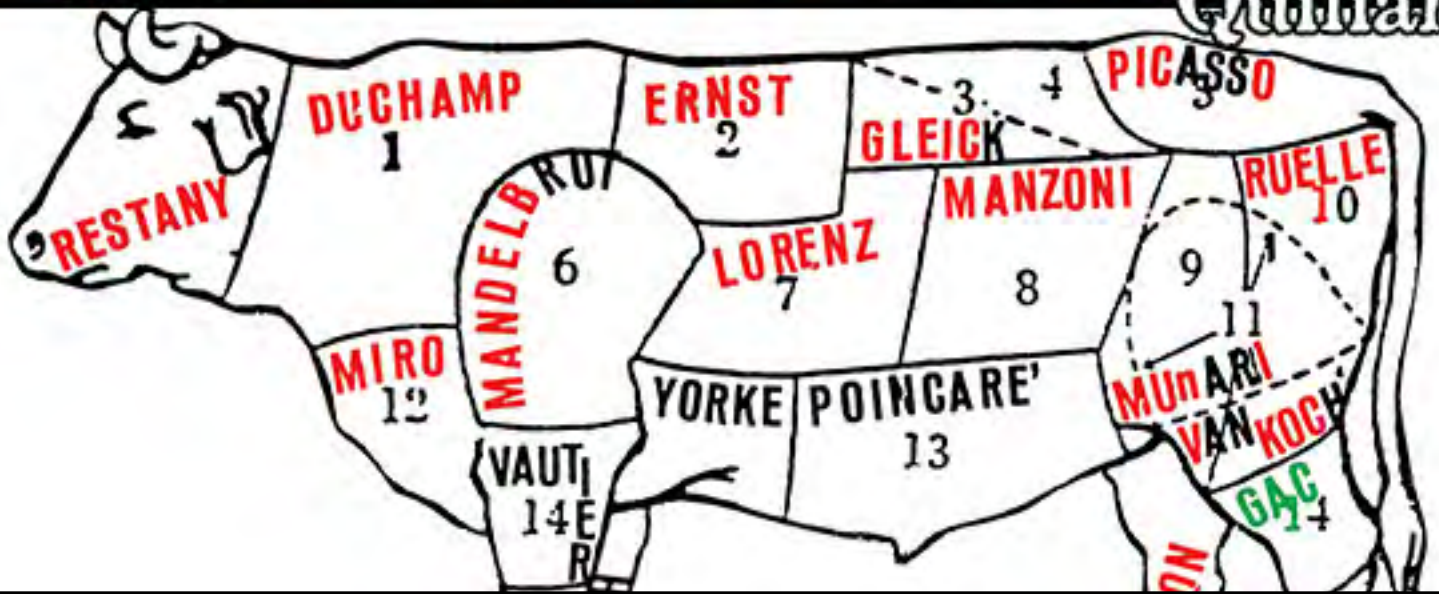 DUCHAMP
1
ERNST
2
3
4
PICASSO
GLEICK
RESTANY
MANDELBROT
6
LORENZ
7
MANZONI
8
9
RUELLE
10
11
MIRO
12
YORKE
POINCARE'
13
MUnARI
VAN KOCH
VAUTIER
14
GAC
14